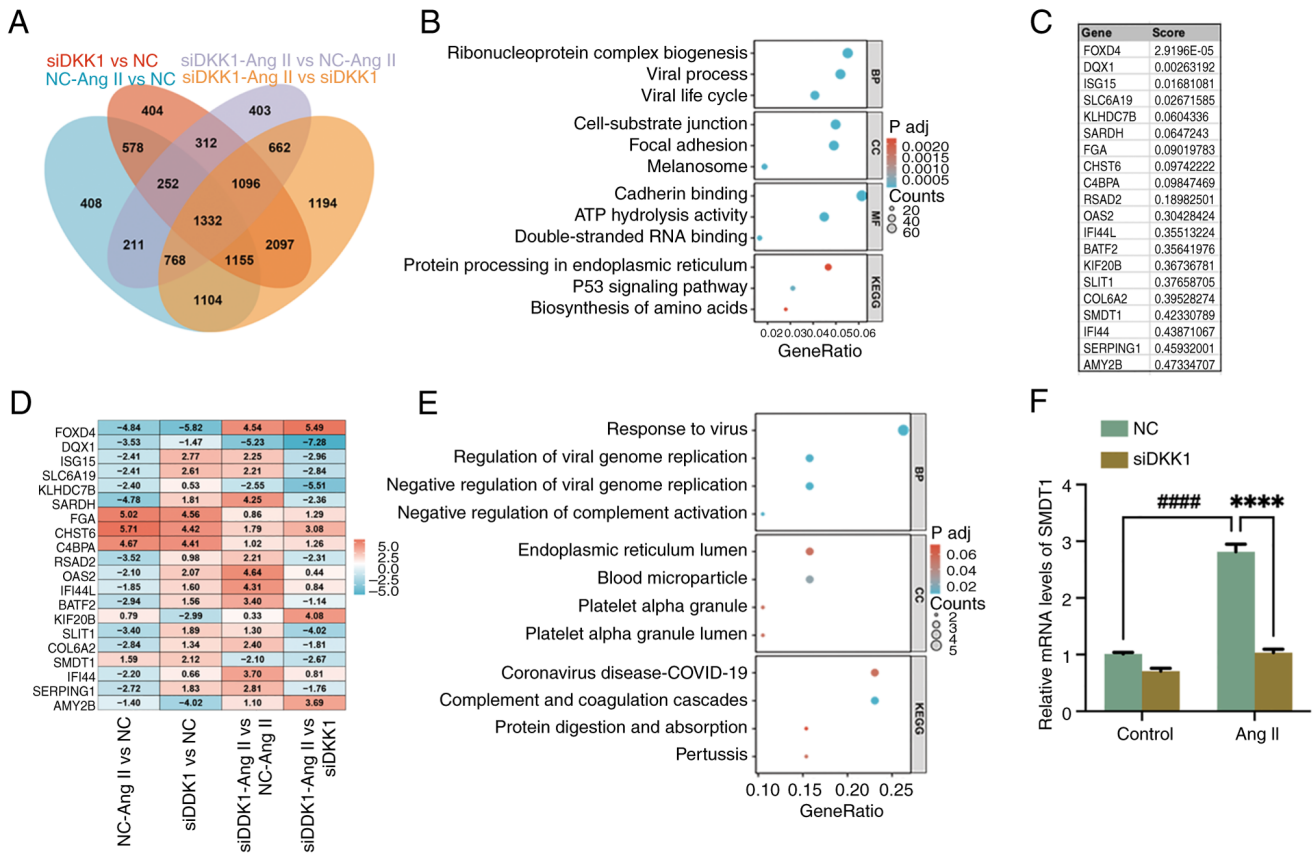 A
siDKK1 vs NC
siDKK1-Ang II vs NC-Ang II
NC-Ang II vs NC
siDKK1-Ang II vs siDKK1
404
403
578
312
662
252
1096
408
1332
1194
211
768
1155
2097
1104
B
Ribonucleoprotein complex biogenesis
Viral process
Viral life cycle
BP
Cell-substrate junction
Focal adhesion
Melanosome
CC
Cadherin binding
ATP hydrolysis activity
Double-stranded RNA binding
MF
Protein processing in endoplasmic reticulum
P53 signaling pathway
Biosynthesis of amino acids
KEGG
0.02 0.03 0.04 0.05 0.06
GeneRatio
P adj
0.0020
0.0015
0.0010
0.0005
Counts
20
40
60
C
Gene Score
FOXD4 2.9196E-05
DQX1 0.00263192
ISG15 0.01681081
SLC6A19 0.02671585
KLHDC7B 0.0604336
SARDH 0.0647243
FGA 0.09019783
CHST6 0.09742222
C4BPA 0.09847469
RSAD2 0.18982501
OAS2 0.30428424
IFI44L 0.35513224
BATF2 0.35641976
KIF20B 0.36736781
SLIT1 0.37658705
COL6A2 0.39528274
SMDT1 0.42330789
IFI44 0.43871067
SERPING1 0.45932001
AMY2B 0.47334707
D
FOXD4 −4.84 −5.82 4.54 5.49
DQX1 −3.53 −1.47 −5.23 −7.28
ISG15 −2.41 2.77 2.25 −2.96
SLC6A19 −2.41 2.61 2.21 −2.84
KLHDC7B −2.40 0.53 −2.55 −5.51
SARDH −4.78 1.81 4.25 −2.36
FGA 5.02 4.56 0.86 1.29
CHST6 5.71 4.42 1.79 3.08
C4BPA 4.67 4.41 1.02 1.26
RSAD2 −3.52 0.98 2.21 −2.31
OAS2 −2.10 2.07 4.64 0.44
IFI44L −1.85 1.60 4.31 0.84
BATF2 −2.94 1.56 3.40 −1.14
KIF20B 0.79 −2.99 0.33 4.08
SLIT1 −3.40 1.89 1.30 −4.02
COL6A2 −2.84 1.34 2.40 −1.81
SMDT1 1.59 2.12 −2.10 −2.67
IFI44 −2.20 0.66 3.70 0.81
SERPING1 −2.72 1.83 2.81 −1.76
AMY2B −1.40 −4.02 1.10 3.69
NC-Ang II vs NC
siDDK1 vs NC
siDDK1-Ang II vs
NC-Ang II
siDDK1-Ang II vs
siDDK1
5.0
2.5
0
−2.5
−5.0
E
Response to virus
Regulation of viral genome replication
Negative regulation of viral genome replication
Negative regulation of complement activation
BP
Endoplasmic reticulum lumen
Blood microparticle
Platelet alpha granule
Platelet alpha granule lumen
CC
Coronavirus disease-COVID-19
Complement and coagulation cascades
Protein digestion and absorption
Pertussis
KEGG
0.10 0.15 0.20 0.25
GeneRatio
P adj
0.06
0.04
0.02
Counts
2
3
4
5
F
NC
siDKK1
Relative mRNA levels of SMDT1
4
3
2
1
0
####
****
Control
Ang II